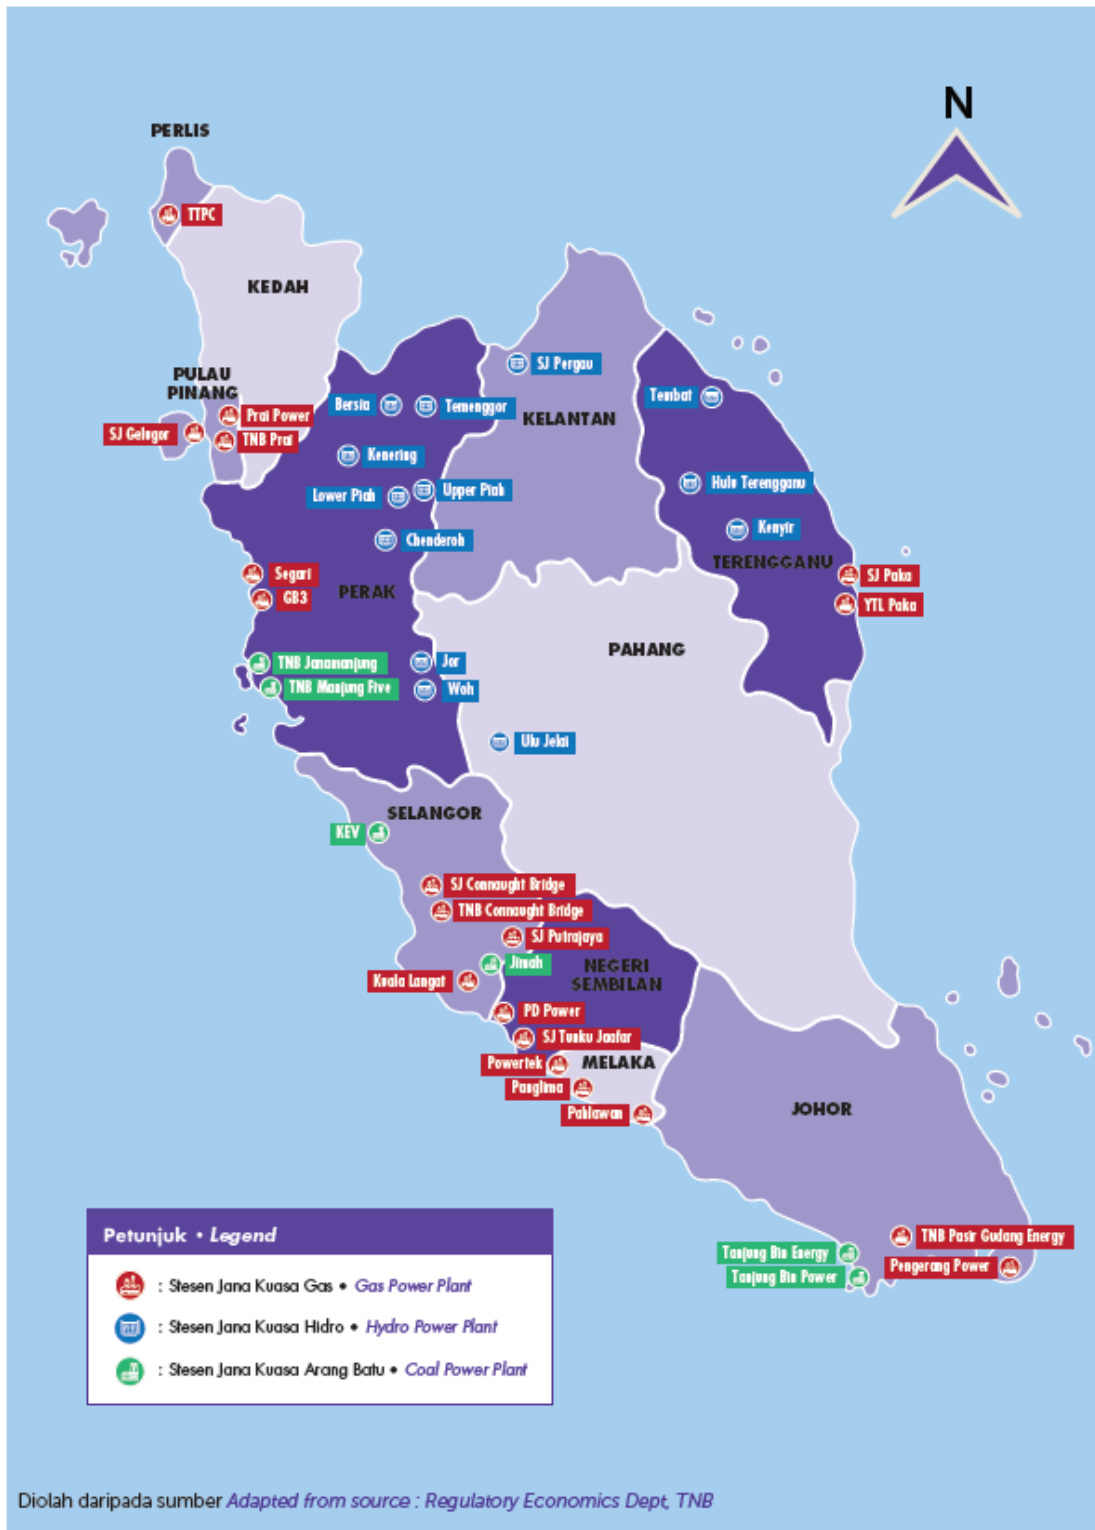 N
PERLIS
TTPC
KEDAH
PULAU
PINANG
Prai Power
SJ Gelugor
TNB Prai
SJ Pergau
KELANTAN
Bersia
Temenggor
Tembat
Kenering
Lower Piah
Upper Piah
Hulu Terengganu
Chenderoh
Kenyir
TERENGGANU
Segari
GB3
PERAK
SJ Paka
YTL Paka
PAHANG
TNB Janamanjung
TNB Manjung Five
Jor
Woh
Ulu Jelai
SELANGOR
KEV
SJ Connaught Bridge
TNB Connaught Bridge
SJ Putrajaya
Jimah
NEGERI
SEMBILAN
Kuala Langat
PD Power
SJ Tunku Jaafar
Powertek
MELAKA
Panglima
Pahlawan
JOHOR
TNB Pasir Gudang Energy
Tanjung Bin Energy
Pengerang Power
Tanjung Bin Power
Petunjuk • Legend
: Stesen Jana Kuasa Gas • Gas Power Plant
: Stesen Jana Kuasa Hidro • Hydro Power Plant
: Stesen Jana Kuasa Arang Batu • Coal Power Plant
Diolah daripada sumber Adapted from source : Regulatory Economics Dept, TNB